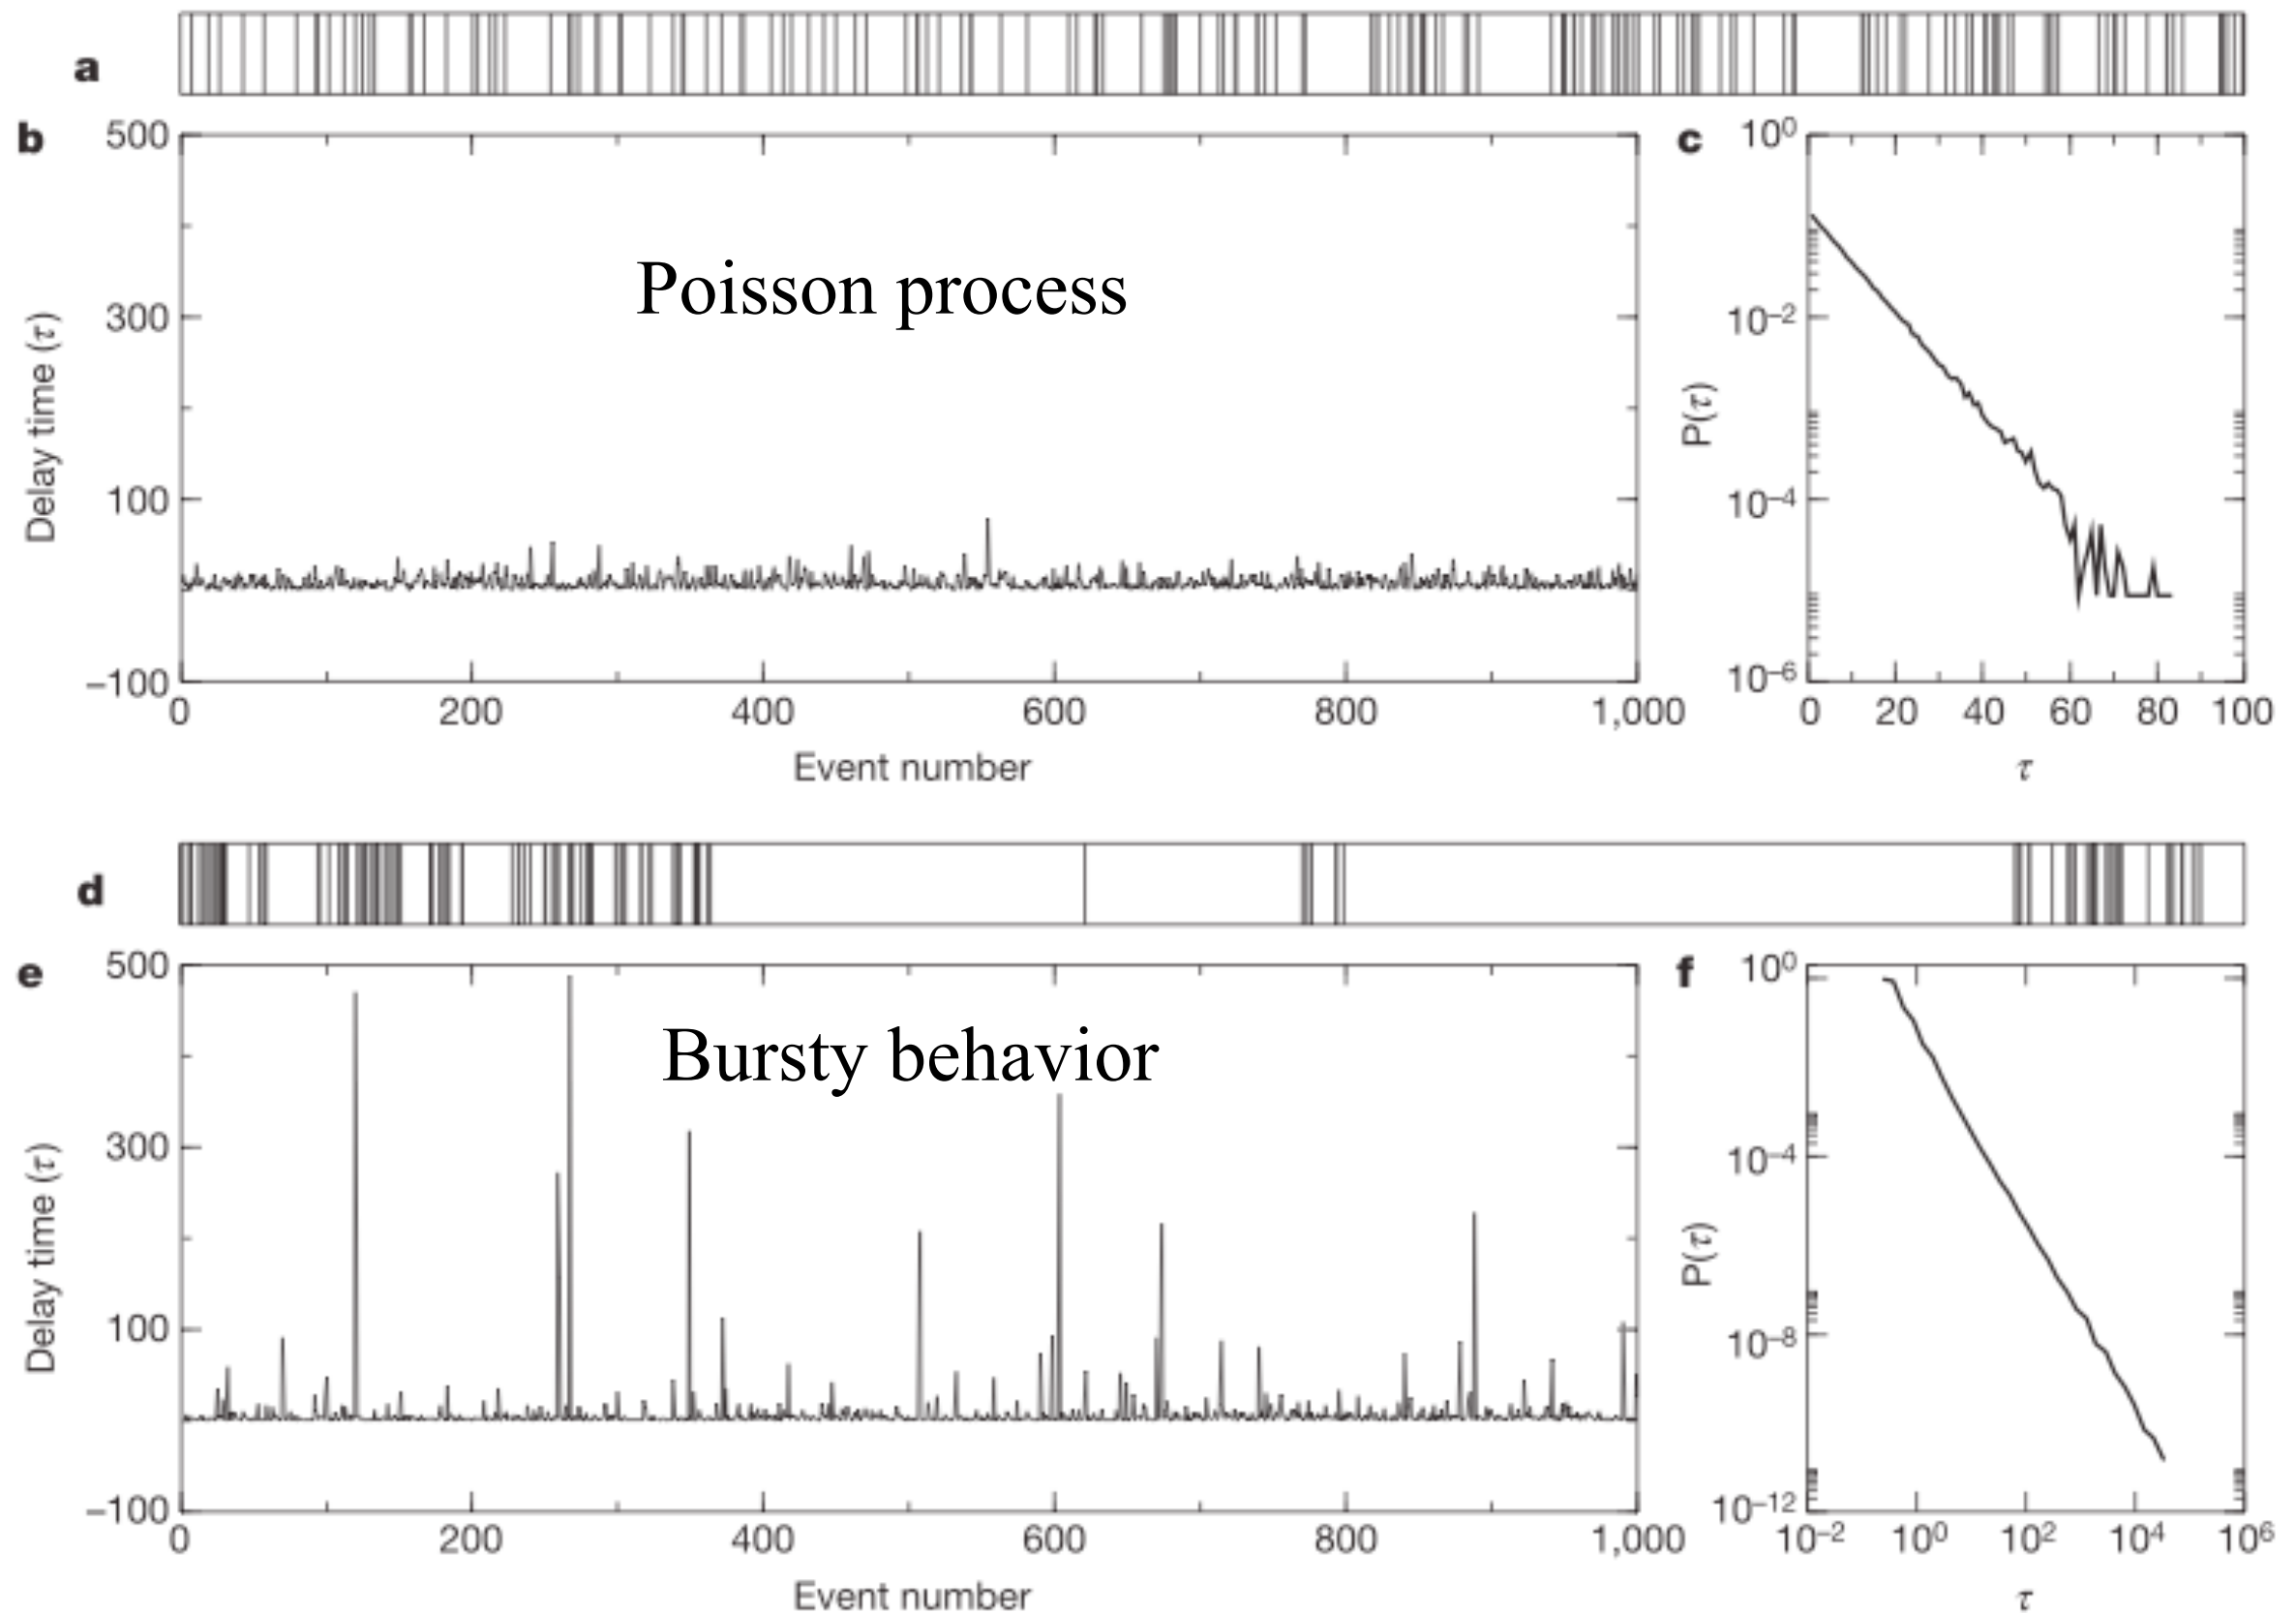 a
b
500
300
100
–100
Delay time (τ)
Poisson process
0 200 400 600 800 1,000
Event number
c
10⁰
10⁻²
10⁻⁴
10⁻⁶
P(τ)
0 20 40 60 80 100
τ
d
e
500
300
100
–100
Delay time (τ)
Bursty behavior
0 200 400 600 800 1,000
Event number
f
10⁰
10⁻⁴
10⁻⁸
10⁻¹²
P(τ)
10⁻² 10⁰ 10² 10⁴ 10⁶
τ